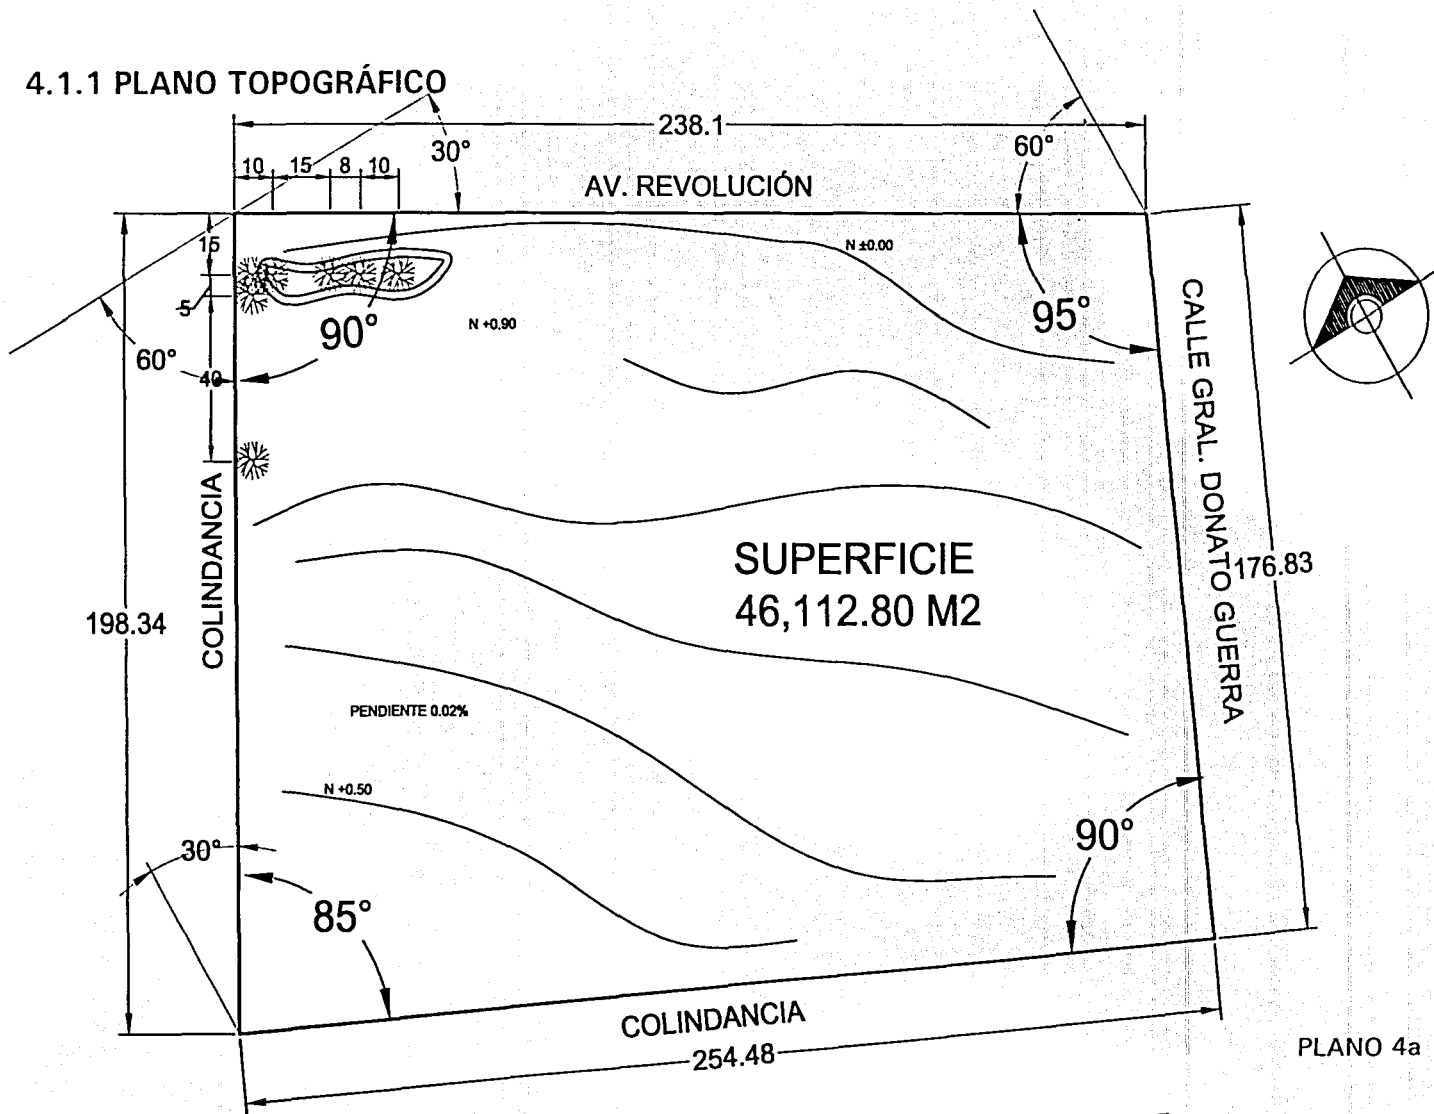 4.1.1 PLANO TOPOGRÁFICO
238.1
30°
60°
10 15 8 10
AV. REVOLUCIÓN
15
N ±0.00
5
90°
N +0.90
95°
60°
40
CALLE GRAL. DONATO GUERRA
COLINDANCIA
SUPERFICIE
46,112.80 M2
176.83
198.34
PENDIENTE 0.02%
N +0.50
30°
90°
85°
COLINDANCIA
254.48
PLANO 4a